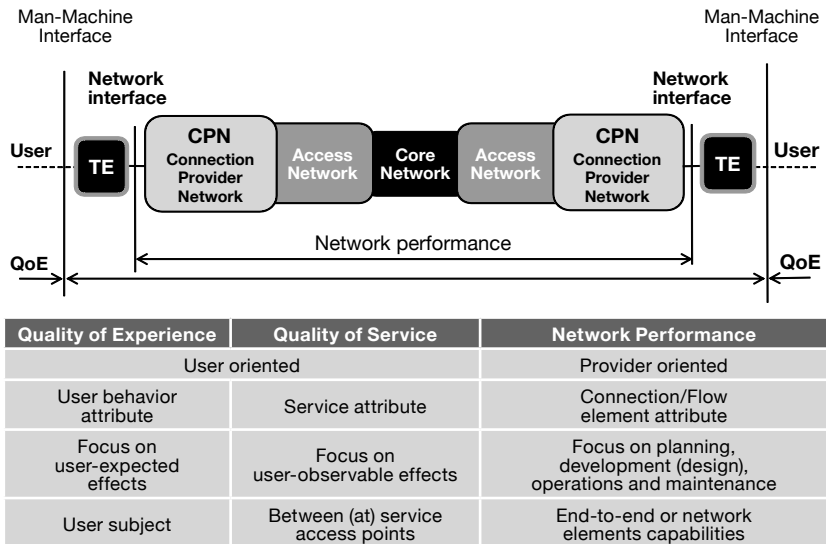 Man-Machine
Interface
Man-Machine
Interface
Network
interface
Network
interface
User
TE
CPN
Connection
Provider
Network
Access
Network
Core
Network
Access
Network
CPN
Connection
Provider
Network
TE
User
Network performance
QoE
QoE
Quality of Experience
Quality of Service
Network Performance
User oriented
Provider oriented
User behavior
attribute
Service attribute
Connection/Flow
element attribute
Focus on
user-expected
effects
Focus on
user-observable effects
Focus on planning,
development (design),
operations and maintenance
User subject
Between (at) service
access points
End-to-end or network
elements capabilities